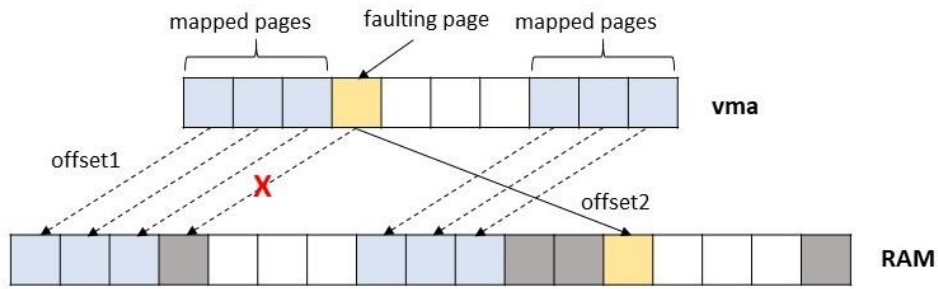 mapped pages
faulting page
mapped pages
vma
offset1
X
offset2
RAM